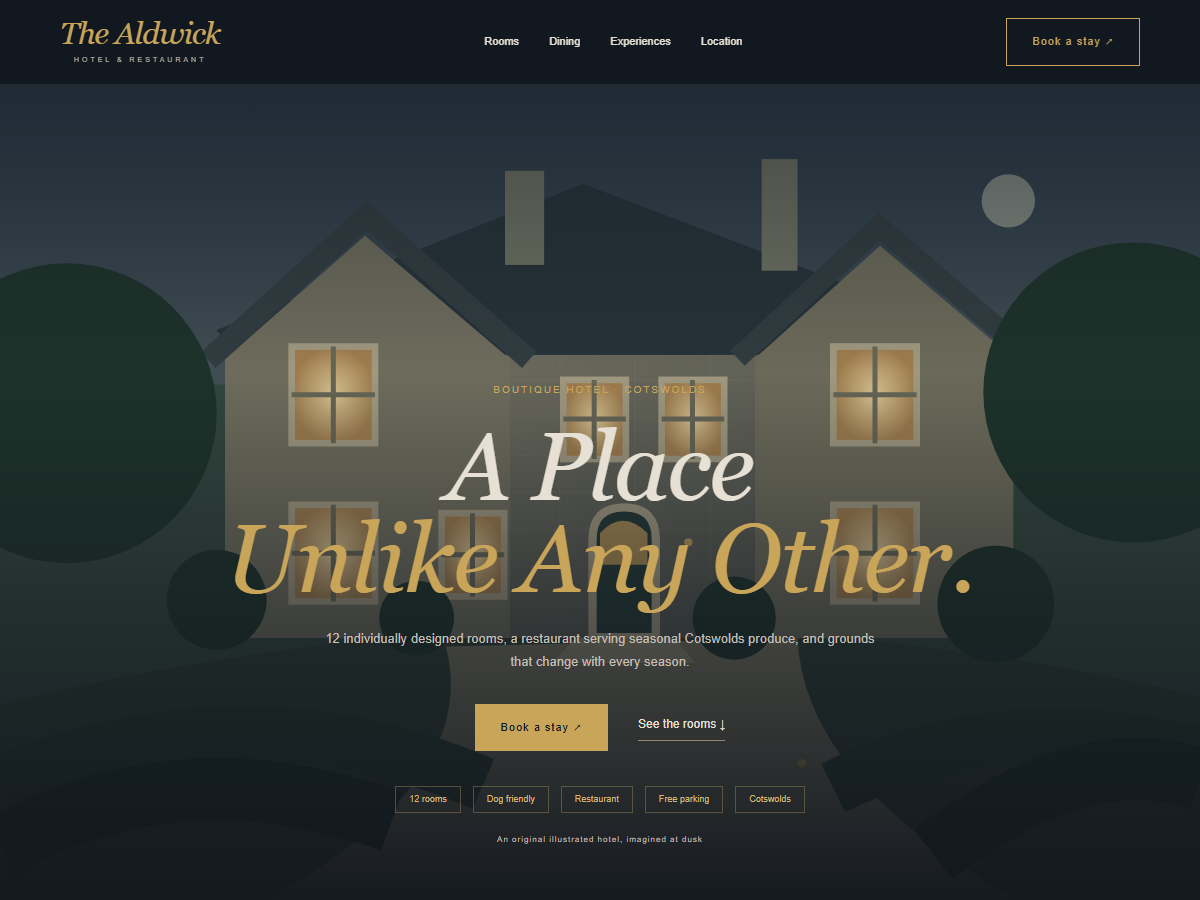 The Aldwick
HOTEL & RESTAURANT
Rooms
Dining
Experiences
Location
Book a stay ↗
BOUTIQUE HOTEL · COTSWOLDS
A Place
Unlike Any Other.
12 individually designed rooms, a restaurant serving seasonal Cotswolds produce, and grounds
that change with every season.
Book a stay ↗
See the rooms ↓
12 rooms
Dog friendly
Restaurant
Free parking
Cotswolds
An original illustrated hotel, imagined at dusk